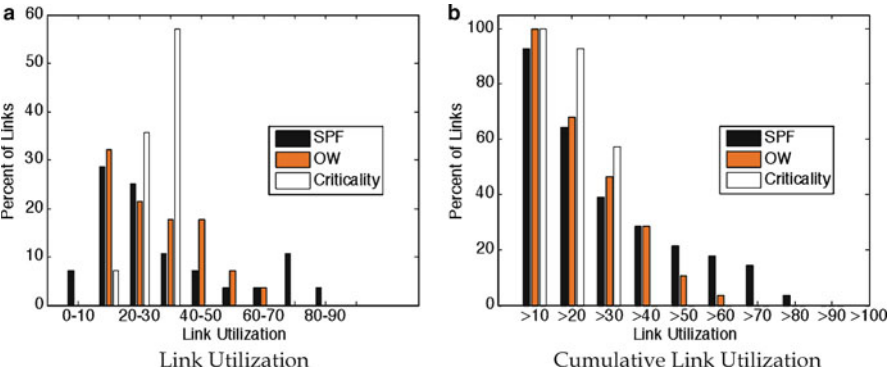 a
60
50
40
30
20
10
0
Percent of Links
SPF
OW
Criticality
0-10 20-30 40-50 60-70 80-90
Link Utilization
Link Utilization
b
100
80
60
40
20
0
Percent of Links
SPF
OW
Criticality
>10 >20 >30 >40 >50 >60 >70 >80 >90 >100
Link Utilization
Cumulative Link Utilization